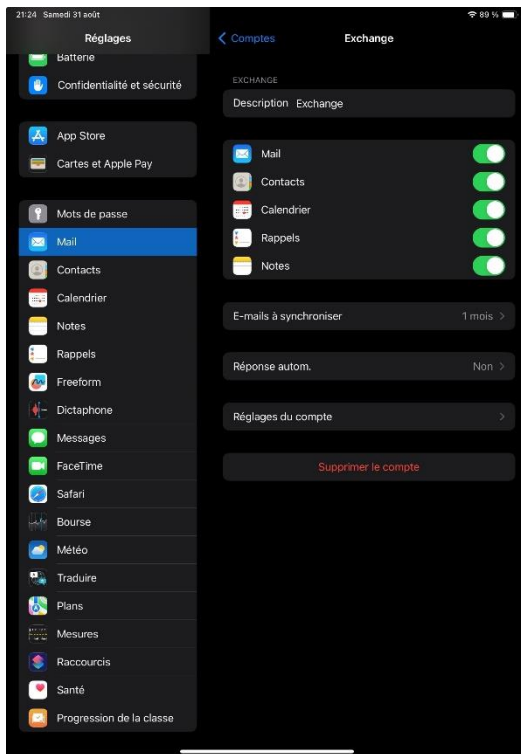 21:24 Samedi 31 août
89 %
Réglages
Batterie
Confidentialité et sécurité
App Store
Cartes et Apple Pay
Mots de passe
Mail
Contacts
Calendrier
Notes
Rappels
Freeform
Dictaphone
Messages
FaceTime
Safari
Bourse
Météo
Traduire
Plans
Mesures
Raccourcis
Santé
Progression de la classe
Comptes
Exchange
EXCHANGE
Description Exchange
Mail
Contacts
Calendrier
Rappels
Notes
E-mails à synchroniser 1 mois
Réponse autom. Non
Réglages du compte
Supprimer le compte